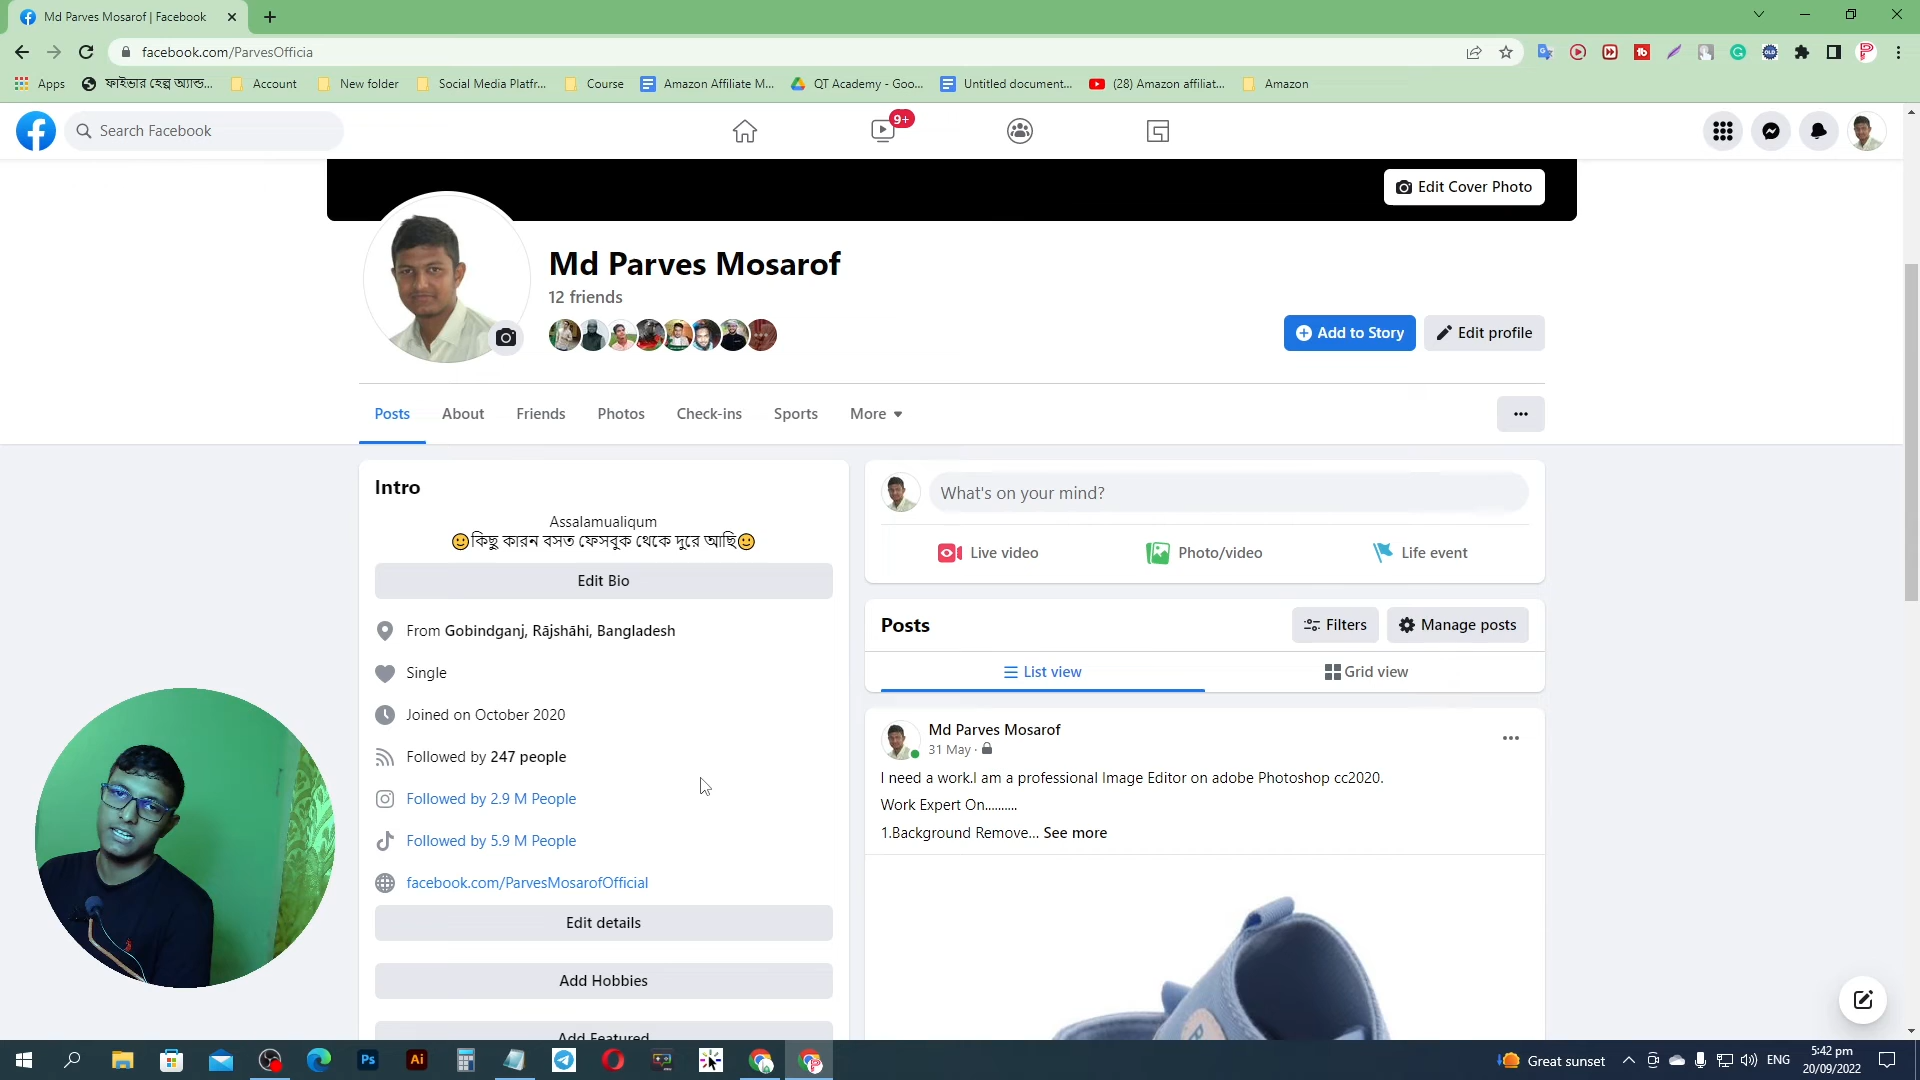 Md Parves Mosarof | Facebook
facebook.com/ParvesOfficia
Apps
ফাইভার হেল্প অ্যান্ড...
Account
New folder
Social Media Platfr...
Course
Amazon Affiliate M...
QT Academy - Goo...
Untitled document...
(28) Amazon affiliat...
Amazon
Search Facebook
9+
Edit Cover Photo
Md Parves Mosarof
12 friends
Add to Story
Edit profile
Posts
About
Friends
Photos
Check-ins
Sports
More
Intro
Assalamualiqum
🙂কিছু কারন বসত ফেসবুক থেকে দুরে আছি🙂
Edit Bio
From Gobindganj, Rājshāhi, Bangladesh
Single
Joined on October 2020
Followed by 247 people
Followed by 2.9 M People
Followed by 5.9 M People
facebook.com/ParvesMosarofOfficial
Edit details
Add Hobbies
Add Featured
What's on your mind?
Live video
Photo/video
Life event
Posts
Filters
Manage posts
List view
Grid view
Md Parves Mosarof
31 May ·
I need a work.I am a professional Image Editor on adobe Photoshop cc2020.
Work Expert On..........
1.Background Remove... See more
Ps
Ai
Great sunset
ENG
5:42 pm
20/09/2022